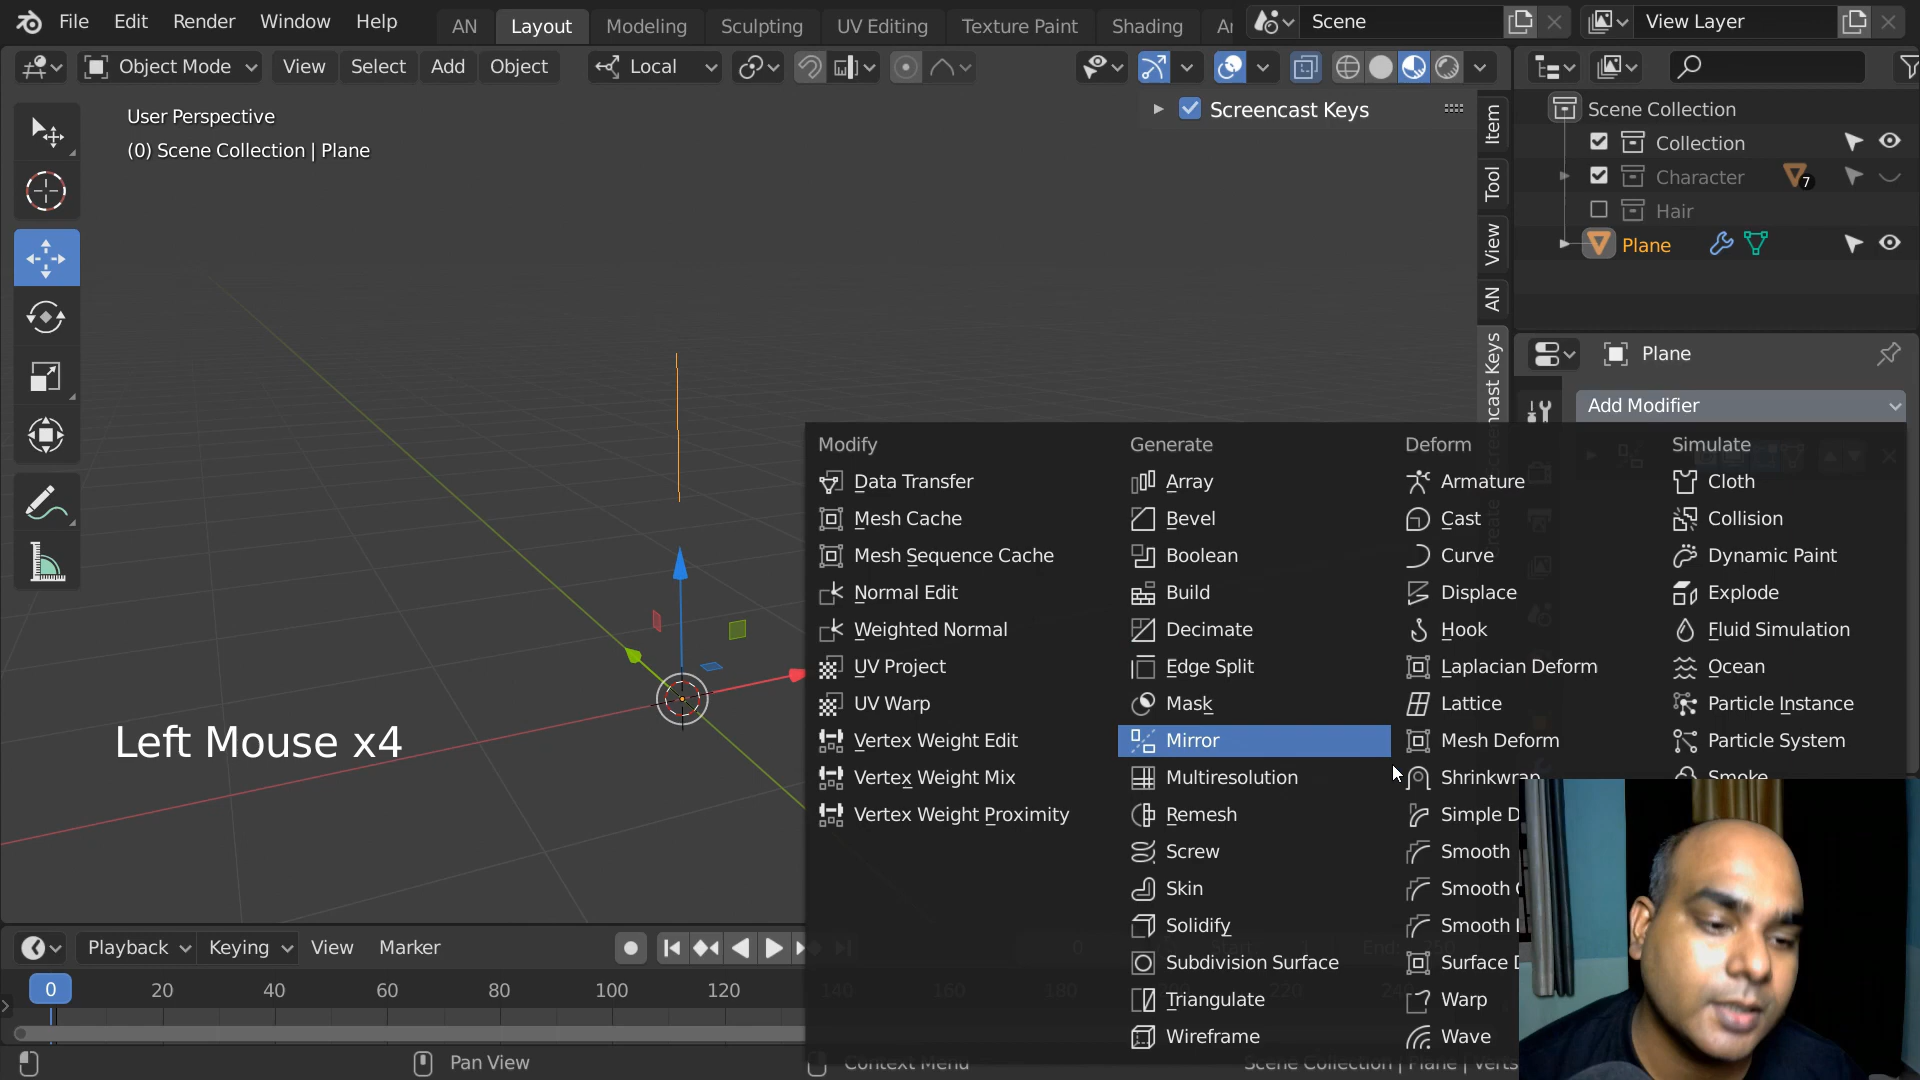 File Edit Render Window Help AN Layout Modeling Sculpting UV Editing Texture Paint Shading Scene View Layer
Object Mode View Select Add Object Local
User Perspective
(0) Scene Collection | Plane
Screencast Keys
Item
Tool
View
AN
Scene Collection
Collection
Character 7
Hair
Plane
Plane
Add Modifier
Modify
Data Transfer
Mesh Cache
Mesh Sequence Cache
Normal Edit
Weighted Normal
UV Project
UV Warp
Vertex Weight Edit
Vertex Weight Mix
Vertex Weight Proximity
Generate
Array
Bevel
Boolean
Build
Decimate
Edge Split
Mask
Mirror
Multiresolution
Remesh
Screw
Skin
Solidify
Subdivision Surface
Triangulate
Wireframe
Deform
Armature
Cast
Curve
Displace
Hook
Laplacian Deform
Lattice
Mesh Deform
Shrinkwrap
Simple D
Smooth
Smooth
Smooth
Surface
Warp
Wave
Simulate
Cloth
Collision
Dynamic Paint
Explode
Fluid Simulation
Ocean
Particle Instance
Particle System
Smoke
Left Mouse x4
Playback Keying View Marker
0 20 40 60 80 100 120
Pan View
Context Menu
Scene Collection | Plane | Verts